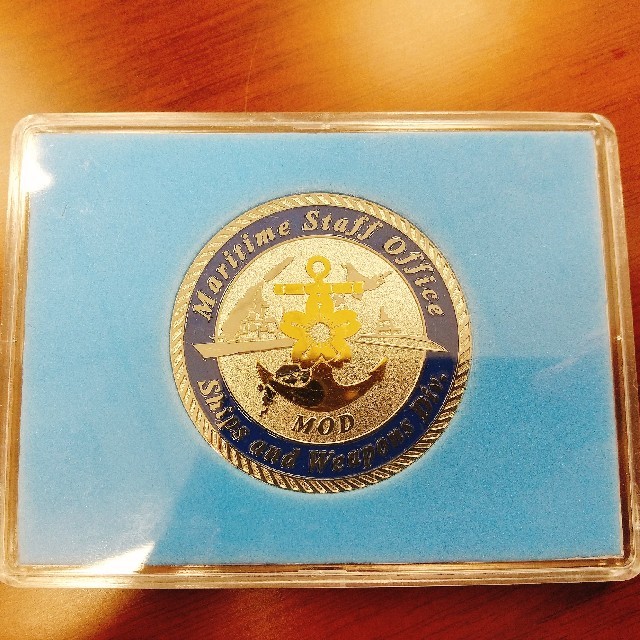 Maritime Staff Office
MOD
Ships and Weapons Div.